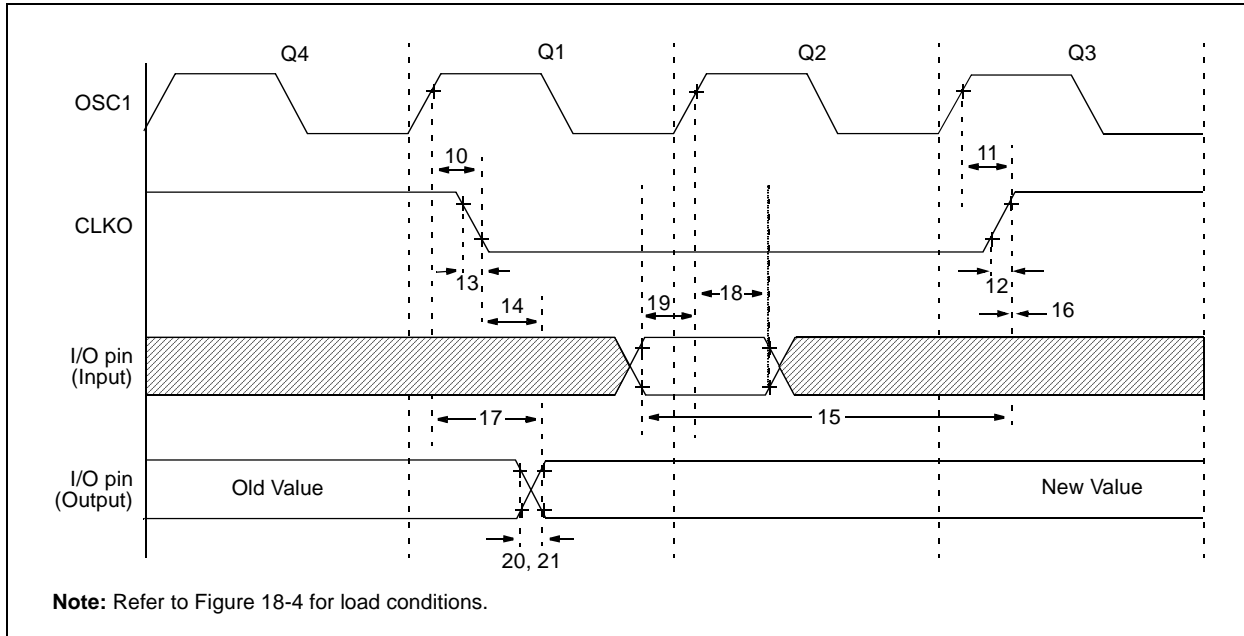 Q4 Q1 Q2 Q3
OSC1
10 11
CLKO
13 12
14 19 18 16
I/O pin
(Input)
17 15
I/O pin
(Output)
Old Value New Value
20, 21
Note: Refer to Figure 18-4 for load conditions.